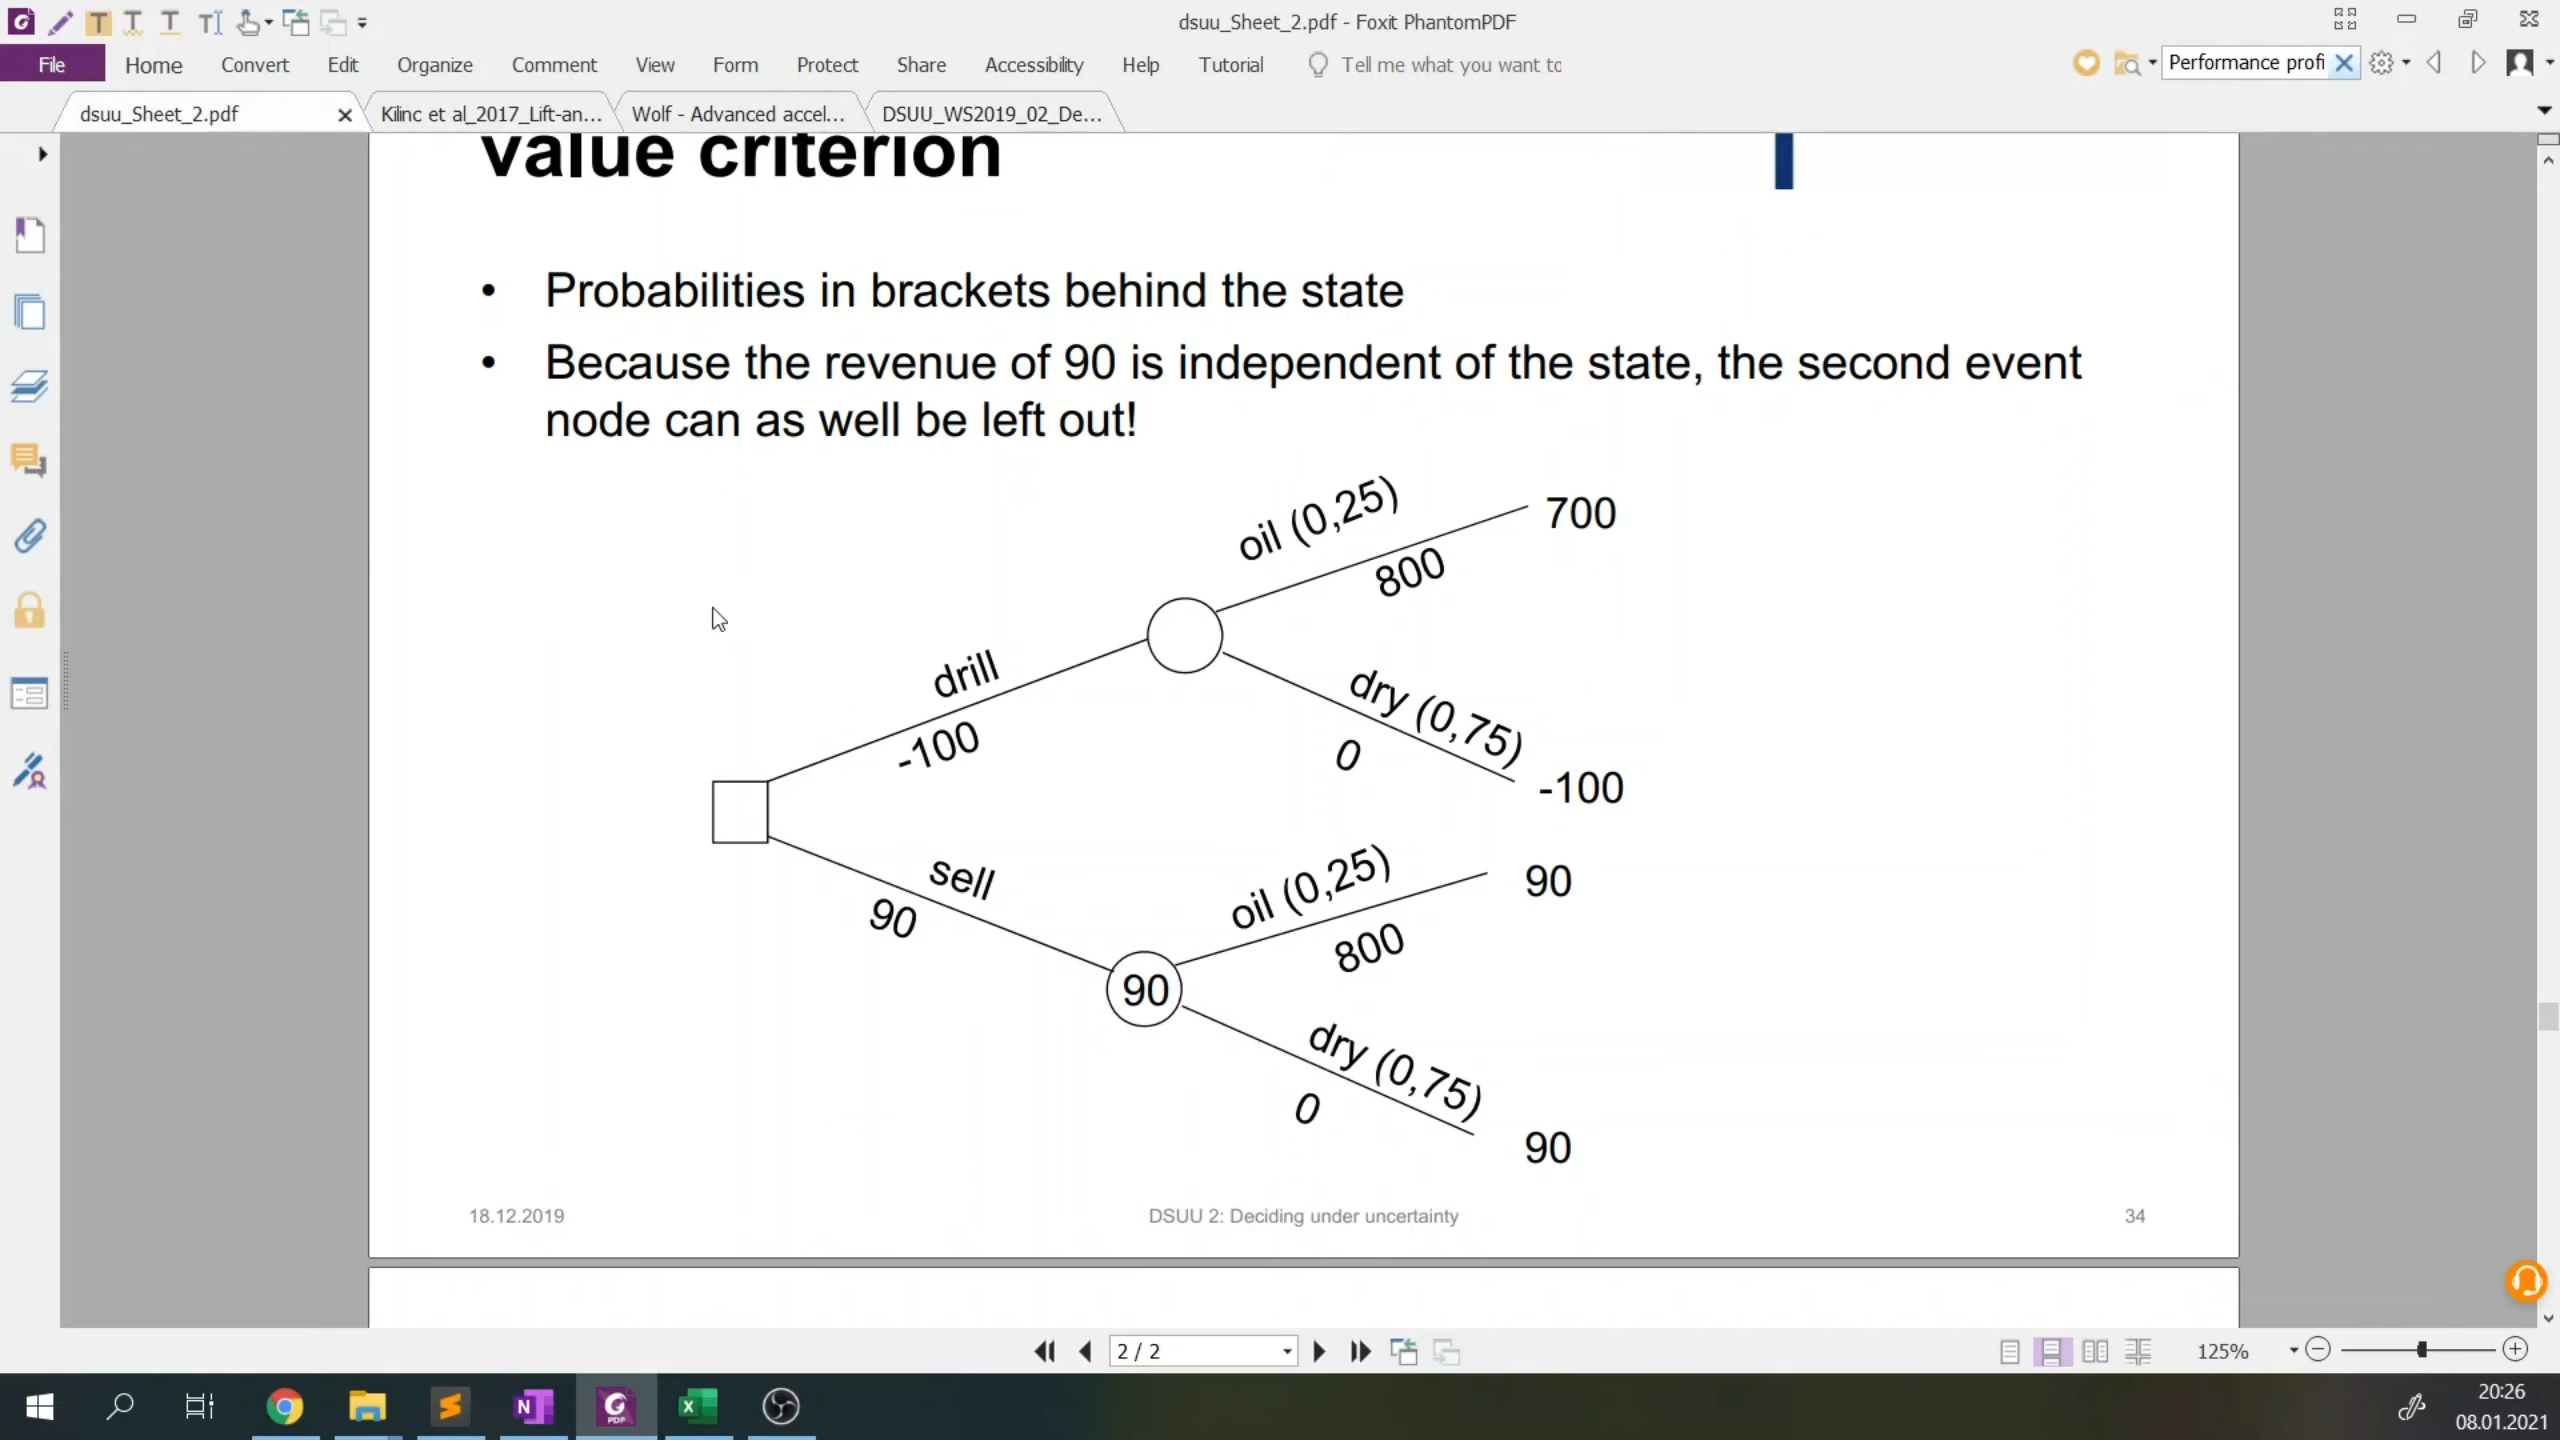 dsuu_Sheet_2.pdf - Foxit PhantomPDF
File Home Convert Edit Organize Comment View Form Protect Share Accessibility Help Tutorial Tell me what you want to
Performance profi
dsuu_Sheet_2.pdf
Kilinc et al_2017_Lift-an...
Wolf - Advanced accel...
DSUU_WS2019_02_De...
value criterion
• Probabilities in brackets behind the state
• Because the revenue of 90 is independent of the state, the second event
node can as well be left out!
oil (0,25)
700
800
drill
-100
dry (0,75)
0
-100
sell
90
oil (0,25)
90
800
90
dry (0,75)
0
90
18.12.2019
DSUU 2: Deciding under uncertainty
34
2 / 2
125%
20:26
08.01.2021
N
PDF
X